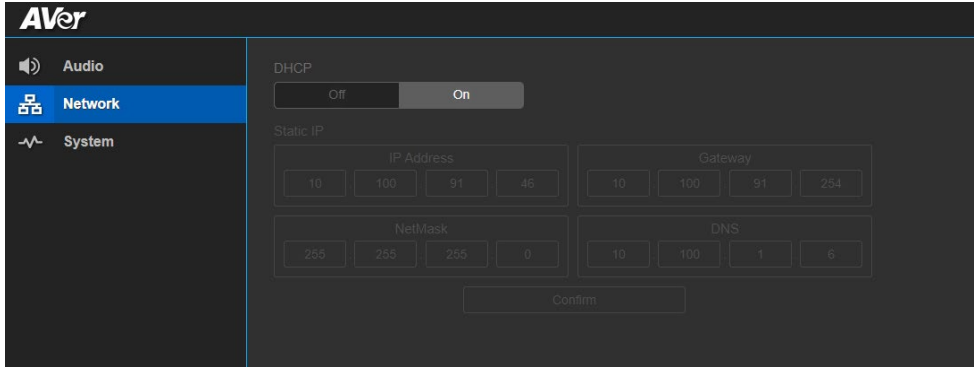 AVer
Audio
Network
System
DHCP
Off On
Static IP
IP Address
10 100 91 46
Gateway
10 100 91 254
NetMask
255 255 255 0
DNS
10 100 1 6
Confirm